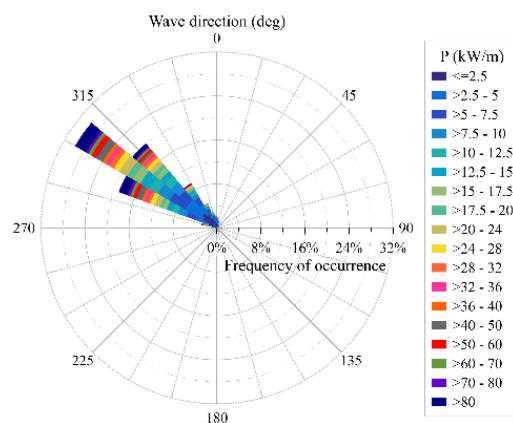 Wave direction (deg)
0
315
45
270
90
0% 8% 16% 24% 32%
Frequency of occurrence
225
135
180
P (kW/m)
<=2.5
>2.5 - 5
>5 - 7.5
>7.5 - 10
>10 - 12.5
>12.5 - 15
>15 - 17.5
>17.5 - 20
>20 - 24
>24 - 28
>28 - 32
>32 - 36
>36 - 40
>40 - 50
>50 - 60
>60 - 70
>70 - 80
>80